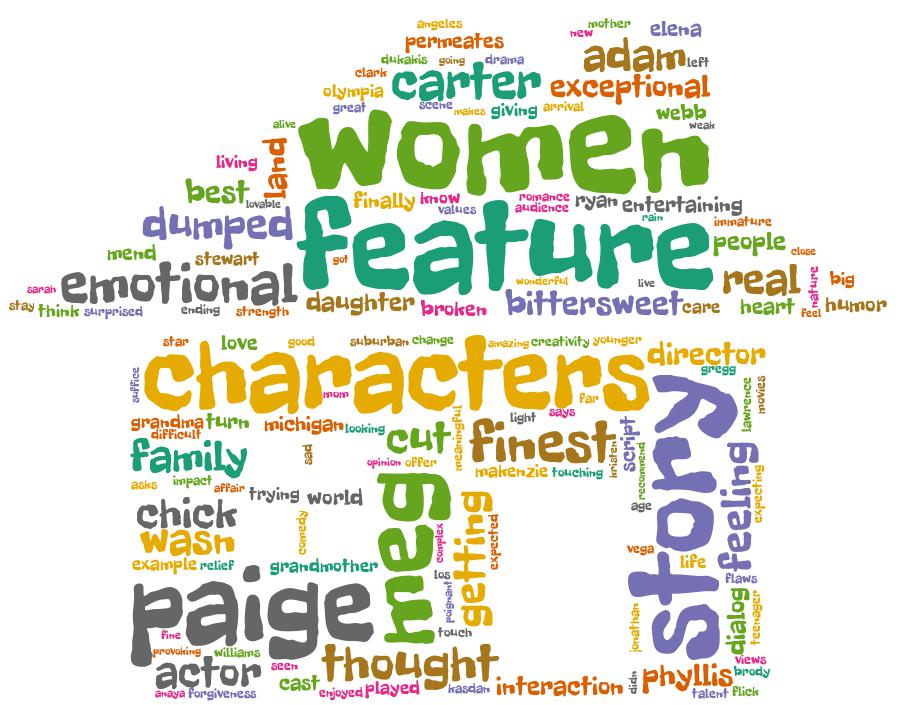 angeles
new mother elena
permeates
dukakis going drama adam left
clark carter exceptional
olympia
great scene makes giving arrival webb
alive women weak
living land
best lovable finally know romance ryan entertaining
values audience rain
dumped feature immature
mend got people close
stewart
sarah emotional wonderful live real nature big
stay think surprised ending strength daughter broken bittersweet care heart feel humor
star love good suburban change amazing creativity younger
suffice characters director
gregg
mom far
story lawrence movies
grandma turn michigan looking meaningful light says
difficult cut finest kristen script
family sad opinion offer makenzie touching recommend feeling
asks impact affair trying world age expecting
chick comedy meg getting expected
wasn complex vega life
example relief grandmother los flaws
paige poignant jonathan dialog teenager
fine touch
provoking williams thought views
actor seen phyllis brody
cast enjoyed played kasdan interaction didn
anaya forgiveness talent flick